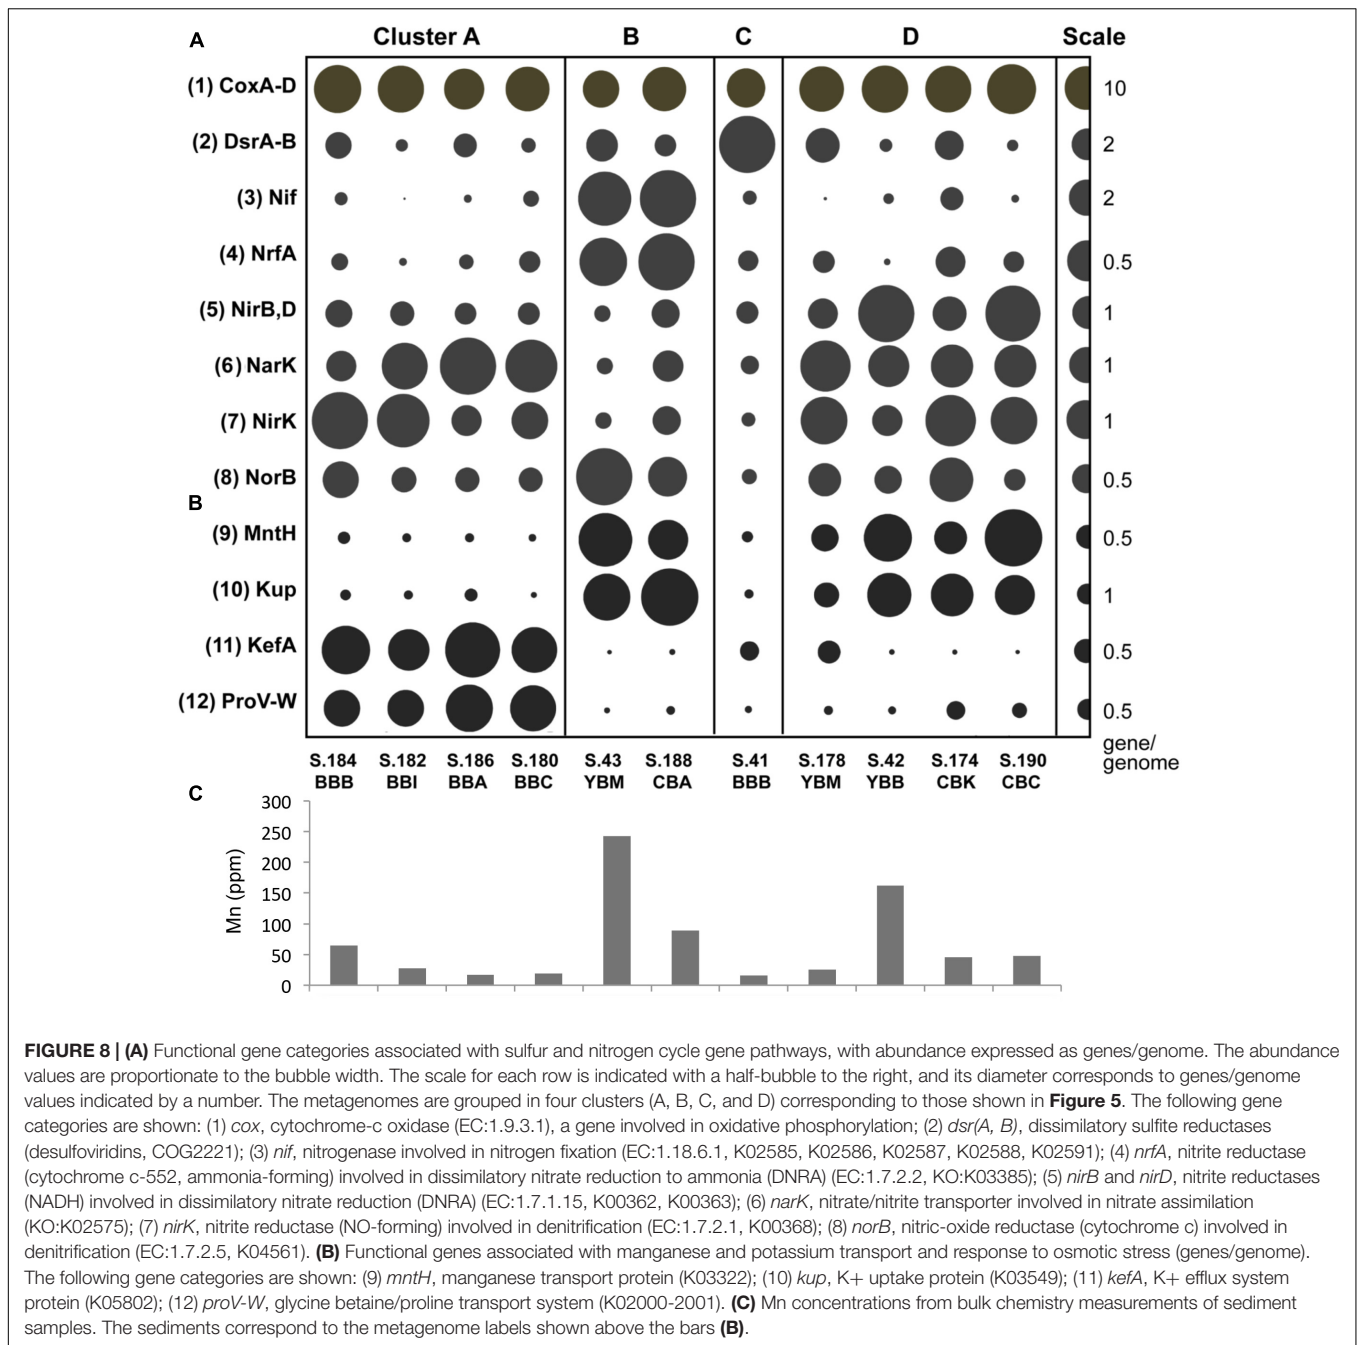 A Cluster A B C D Scale
(1) CoxA-D 10
(2) DsrA-B 2
(3) Nif 2
(4) NrfA 0.5
(5) NirB,D 1
(6) NarK 1
(7) NirK 1
(8) NorB 0.5
B
(9) MntH 0.5
(10) Kup 1
(11) KefA 0.5
(12) ProV-W 0.5
gene/
genome
S.184 S.182 S.186 S.180 S.43 S.188 S.41 S.178 S.42 S.174 S.190
BBB BBI BBA BBC YBM CBA BBB YBM YBB CBK CBC
C
Mn (ppm)
300
250
200
150
100
50
0
FIGURE 8 | (A) Functional gene categories associated with sulfur and nitrogen cycle gene pathways, with abundance expressed as genes/genome. The abundance
values are proportionate to the bubble width. The scale for each row is indicated with a half-bubble to the right, and its diameter corresponds to genes/genome
values indicated by a number. The metagenomes are grouped in four clusters (A, B, C, and D) corresponding to those shown in Figure 5. The following gene
categories are shown: (1) cox, cytochrome-c oxidase (EC:1.9.3.1), a gene involved in oxidative phosphorylation; (2) dsr(A, B), dissimilatory sulfite reductases
(desulfoviridins, COG2221); (3) nif, nitrogenase involved in nitrogen fixation (EC:1.18.6.1, K02585, K02586, K02587, K02588, K02591); (4) nrfA, nitrite reductase
(cytochrome c-552, ammonia-forming) involved in dissimilatory nitrate reduction to ammonia (DNRA) (EC:1.7.2.2, KO:K03385); (5) nirB and nirD, nitrite reductases
(NADH) involved in dissimilatory nitrate reduction (DNRA) (EC:1.7.1.15, K00362, K00363); (6) narK, nitrate/nitrite transporter involved in nitrate assimilation
(KO:K02575); (7) nirK, nitrite reductase (NO-forming) involved in denitrification (EC:1.7.2.1, K00368); (8) norB, nitric-oxide reductase (cytochrome c) involved in
denitrification (EC:1.7.2.5, K04561). (B) Functional genes associated with manganese and potassium transport and response to osmotic stress (genes/genome).
The following gene categories are shown: (9) mntH, manganese transport protein (K03322); (10) kup, K+ uptake protein (K03549); (11) kefA, K+ efflux system
protein (K05802); (12) proV-W, glycine betaine/proline transport system (K02000-2001). (C) Mn concentrations from bulk chemistry measurements of sediment
samples. The sediments correspond to the metagenome labels shown above the bars (B).